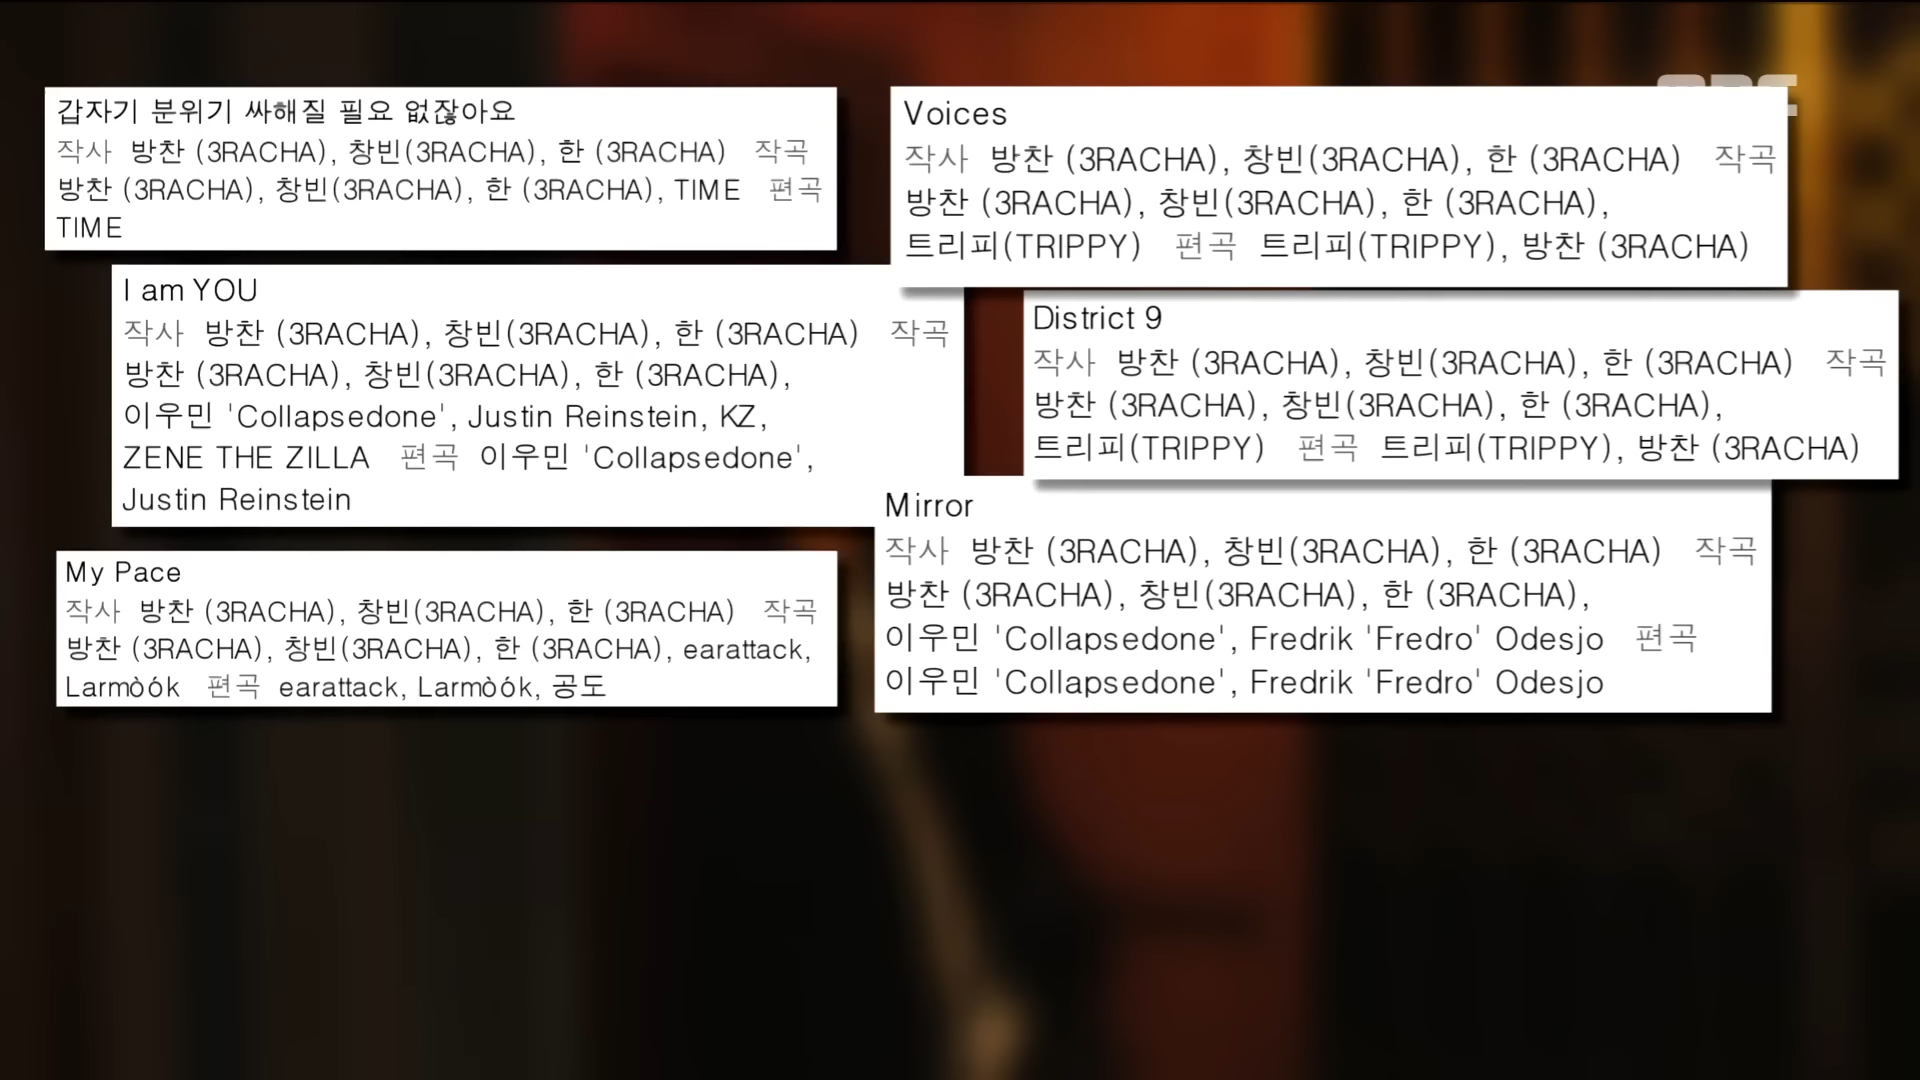 갑자기 분위기 싸해질 필요 없잖아요
작사 방찬 (3RACHA), 창빈(3RACHA), 한 (3RACHA) 작곡
방찬 (3RACHA), 창빈(3RACHA), 한 (3RACHA), TIME 편곡
TIME
I am YOU
작사 방찬 (3RACHA), 창빈(3RACHA), 한 (3RACHA) 작곡
방찬 (3RACHA), 창빈(3RACHA), 한 (3RACHA),
이우민 'Collapsedone', Justin Reinstein, KZ,
ZENE THE ZILLA 편곡 이우민 'Collapsedone',
Justin Reinstein
My Pace
작사 방찬 (3RACHA), 창빈(3RACHA), 한 (3RACHA) 작곡
방찬 (3RACHA), 창빈(3RACHA), 한 (3RACHA), earattack,
Larmòók 편곡 earattack, Larmòók, 공도
Voices
작사 방찬 (3RACHA), 창빈(3RACHA), 한 (3RACHA) 작곡
방찬 (3RACHA), 창빈(3RACHA), 한 (3RACHA),
트리피(TRIPPY) 편곡 트리피(TRIPPY), 방찬 (3RACHA)
District 9
작사 방찬 (3RACHA), 창빈(3RACHA), 한 (3RACHA) 작곡
방찬 (3RACHA), 창빈(3RACHA), 한 (3RACHA),
트리피(TRIPPY) 편곡 트리피(TRIPPY), 방찬 (3RACHA)
Mirror
작사 방찬 (3RACHA), 창빈(3RACHA), 한 (3RACHA) 작곡
방찬 (3RACHA), 창빈(3RACHA), 한 (3RACHA),
이우민 'Collapsedone', Fredrik 'Fredro' Odesjo 편곡
이우민 'Collapsedone', Fredrik 'Fredro' Odesjo